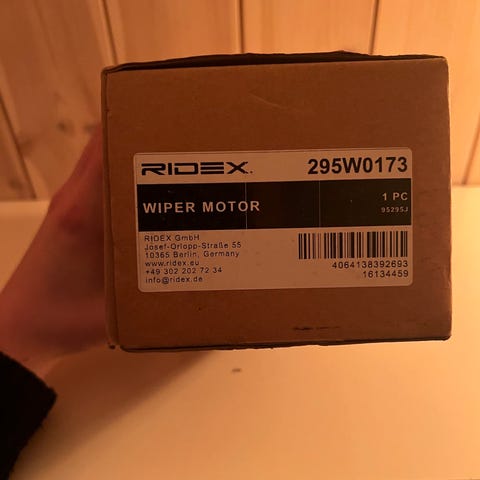 RIDEX. 295W0173
WIPER MOTOR 1 PC
95295J
RIDEX GmbH
Josef-Orlopp-Straße 55
10365 Berlin, Germany
www.ridex.eu
+49 302 202 72 34
info@ridex.de
4064138392693
16134459